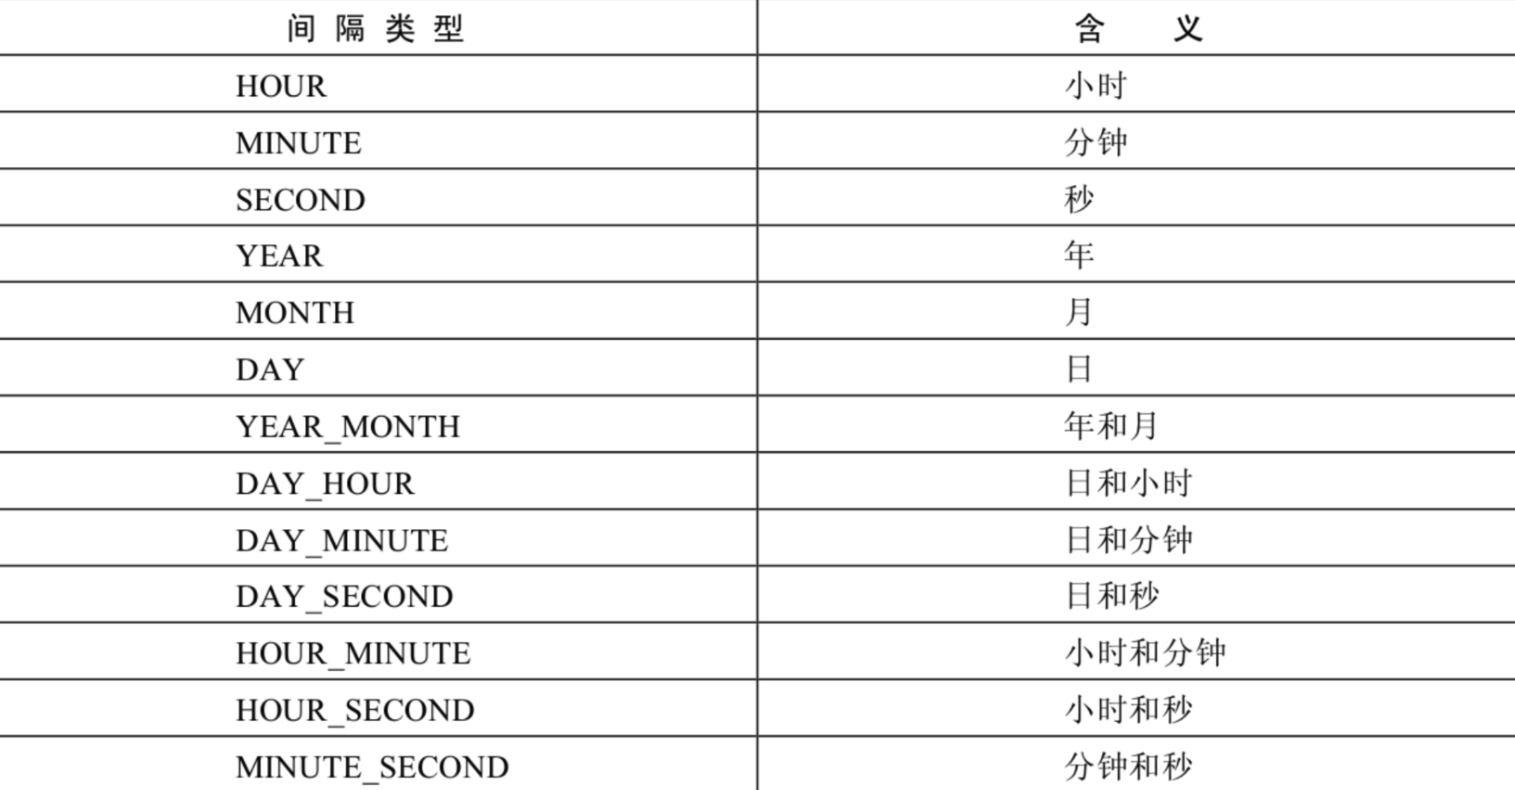 间隔类型 含义
HOUR 小时
MINUTE 分钟
SECOND 秒
YEAR 年
MONTH 月
DAY 日
YEAR_MONTH 年和月
DAY_HOUR 日和小时
DAY_MINUTE 日和分钟
DAY_SECOND 日和秒
HOUR_MINUTE 小时和分钟
HOUR_SECOND 小时和秒
MINUTE_SECOND 分钟和秒